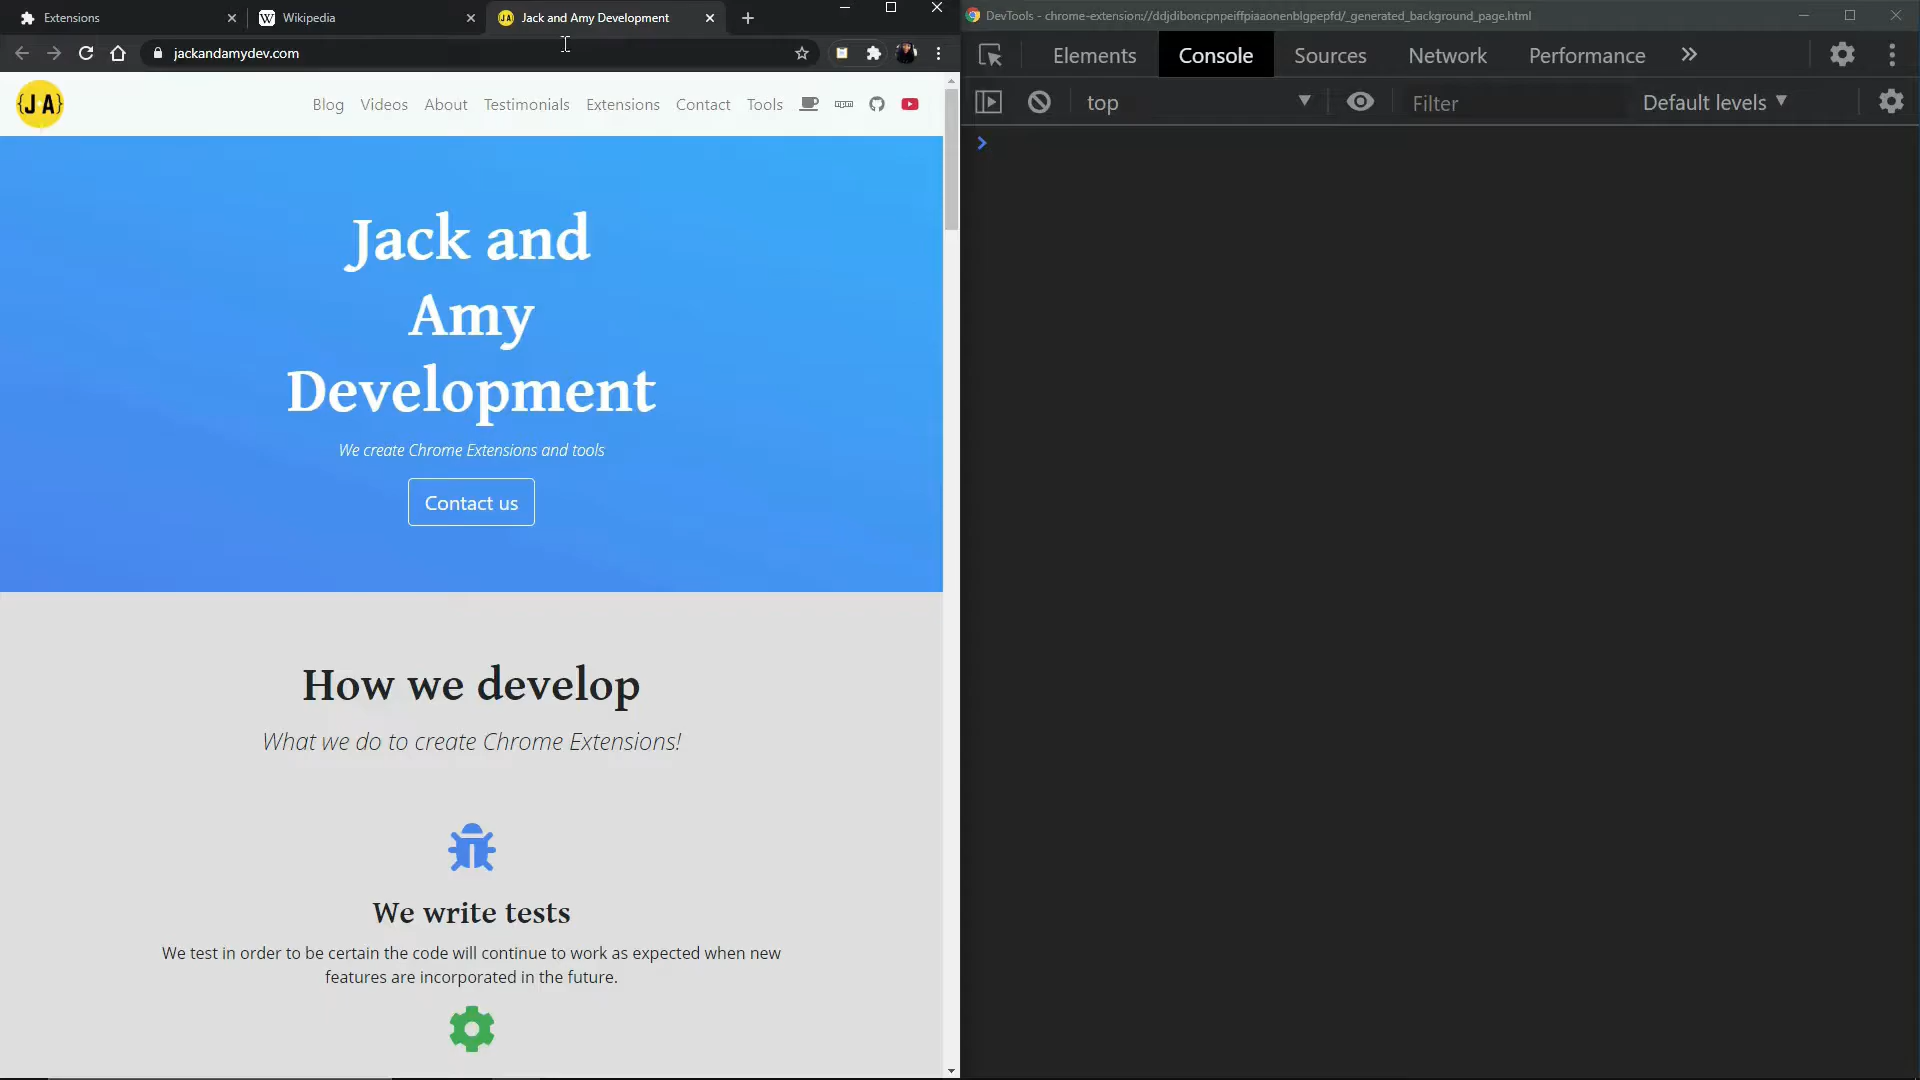 Extensions
Wikipedia
Jack and Amy Development
DevTools - chrome-extension://ddjdiboncpnpeiffpiaaonenblgpepfd/_generated_background_page.html
jackandamydev.com
Elements
Console
Sources
Network
Performance
{J·A}
Blog
Videos
About
Testimonials
Extensions
Contact
Tools
top
Filter
Default levels
Jack and
Amy
Development
We create Chrome Extensions and tools
Contact us
How we develop
What we do to create Chrome Extensions!
We write tests
We test in order to be certain the code will continue to work as expected when new
features are incorporated in the future.